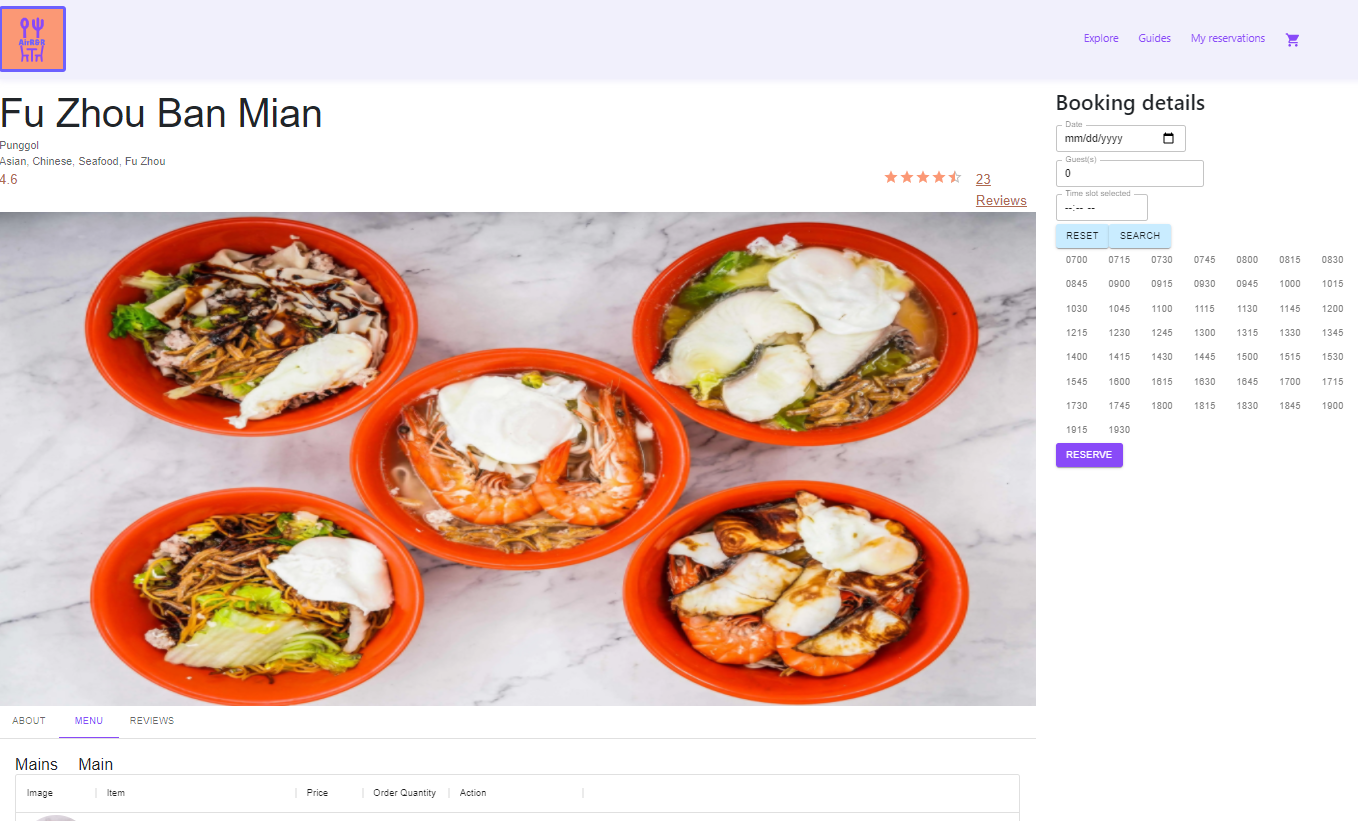 AirRDB
Explore Guides My reservations
Fu Zhou Ban Mian
Punggol
Asian, Chinese, Seafood, Fu Zhou
4.6
23
Reviews
ABOUT MENU REVIEWS
Mains Main
Image Item Price Order Quantity Action
Booking details
Date
mm/dd/yyyy
Guest(s)
0
Time slot selected
--:-- --
RESET SEARCH
0700 0715 0730 0745 0800 0815 0830
0845 0900 0915 0930 0945 1000 1015
1030 1045 1100 1115 1130 1145 1200
1215 1230 1245 1300 1315 1330 1345
1400 1415 1430 1445 1500 1515 1530
1545 1600 1615 1630 1645 1700 1715
1730 1745 1800 1815 1830 1845 1900
1915 1930
RESERVE